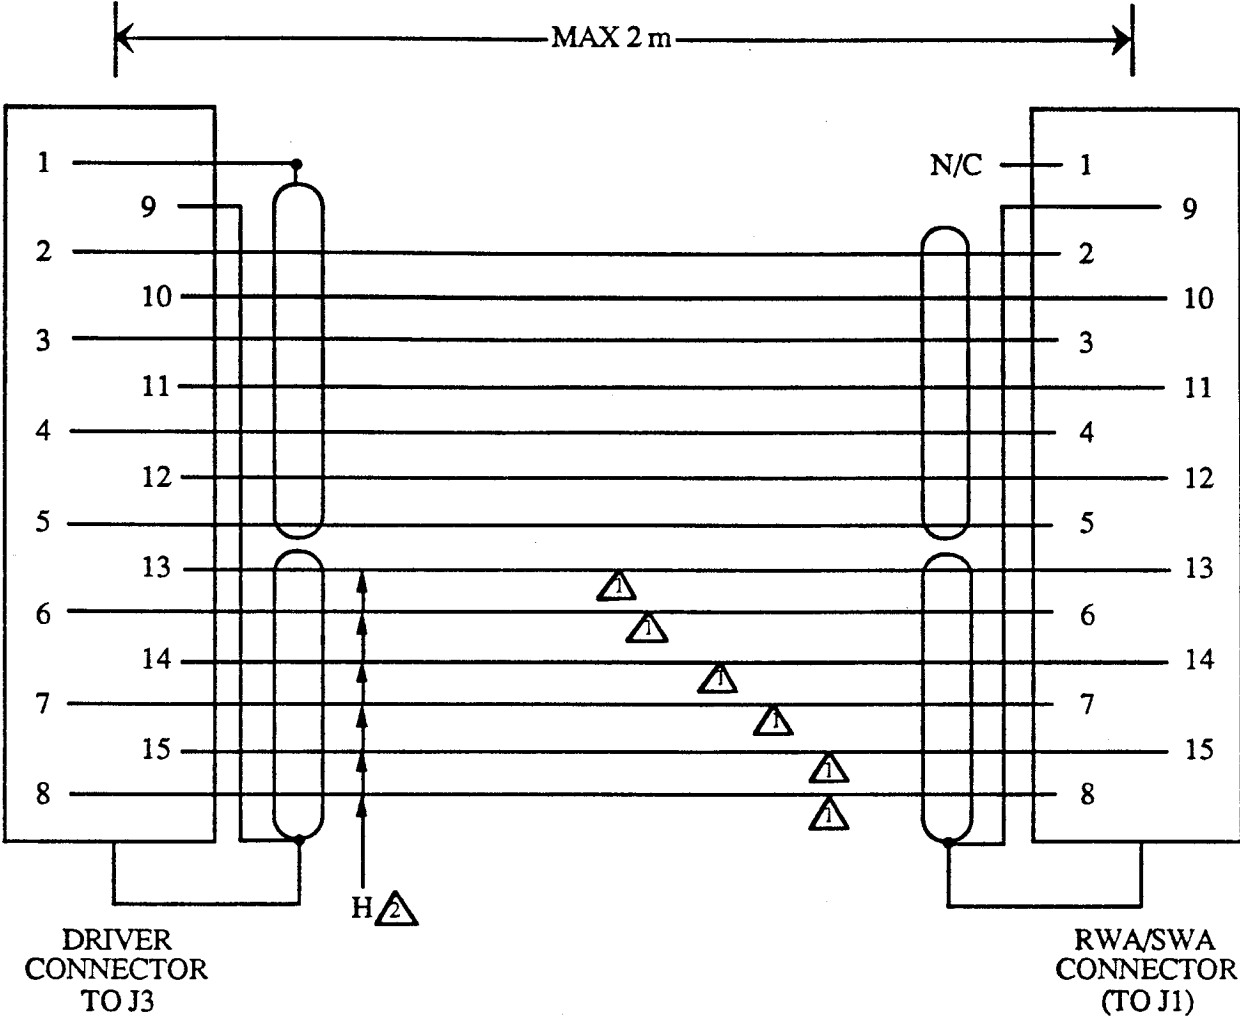 MAX 2 m
1 N/C 1
9 9
2 2
10 10
3 3
11 11
4 4
12 12
5 5
13 13
1
6 6
1
14 14
1
7 7
1
15 15
1
8 8
1
H 2
DRIVER
CONNECTOR
TO J3
RWA/SWA
CONNECTOR
(TO J1)